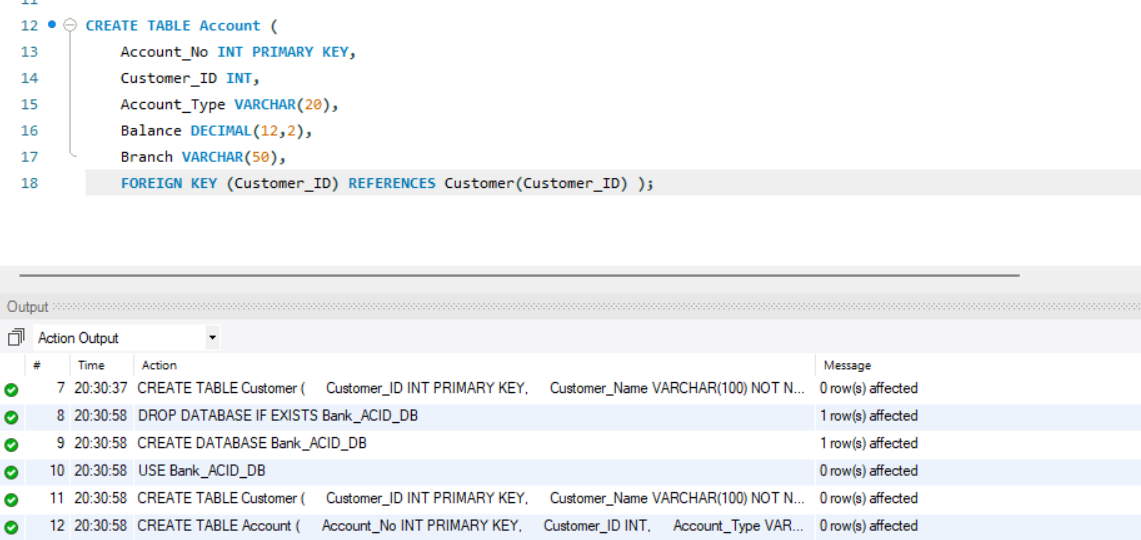 12 CREATE TABLE Account (
13 Account_No INT PRIMARY KEY,
14 Customer_ID INT,
15 Account_Type VARCHAR(20),
16 Balance DECIMAL(12,2),
17 Branch VARCHAR(50),
18 FOREIGN KEY (Customer_ID) REFERENCES Customer(Customer_ID) );
Output
Action Output
# Time Action Message
7 20:30:37 CREATE TABLE Customer ( Customer_ID INT PRIMARY KEY, Customer_Name VARCHAR(100) NOT N... 0 row(s) affected
8 20:30:58 DROP DATABASE IF EXISTS Bank_ACID_DB 1 row(s) affected
9 20:30:58 CREATE DATABASE Bank_ACID_DB 1 row(s) affected
10 20:30:58 USE Bank_ACID_DB 0 row(s) affected
11 20:30:58 CREATE TABLE Customer ( Customer_ID INT PRIMARY KEY, Customer_Name VARCHAR(100) NOT N... 0 row(s) affected
12 20:30:58 CREATE TABLE Account ( Account_No INT PRIMARY KEY, Customer_ID INT, Account_Type VAR... 0 row(s) affected